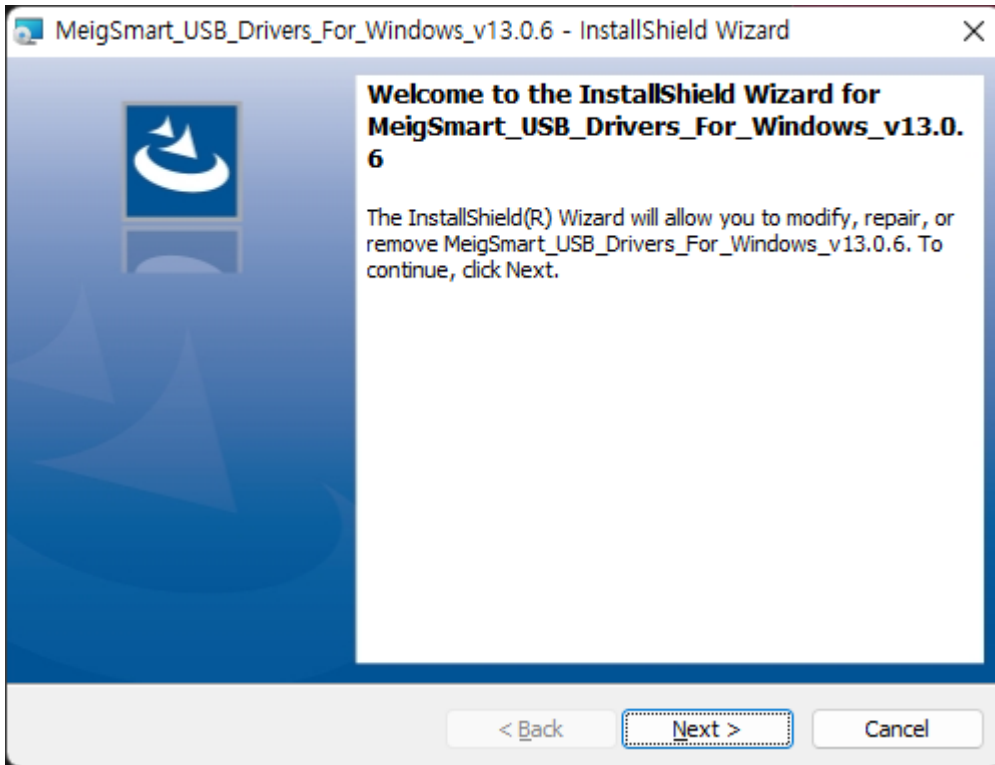 MeigSmart_USB_Drivers_For_Windows_v13.0.6 - InstallShield Wizard
Welcome to the InstallShield Wizard for
MeigSmart_USB_Drivers_For_Windows_v13.0.
6
The InstallShield(R) Wizard will allow you to modify, repair, or
remove MeigSmart_USB_Drivers_For_Windows_v13.0.6. To
continue, click Next.
< Back
Next >
Cancel